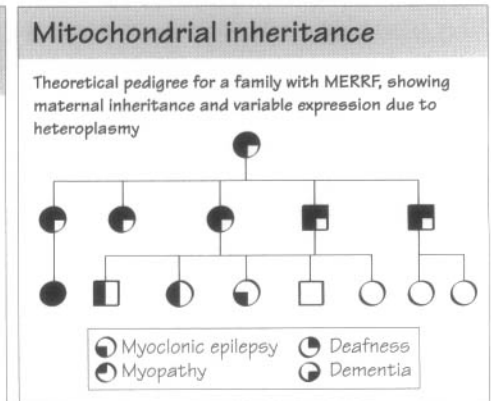 Mitochondrial inheritance
Theoretical pedigree for a family with MERRF, showing
maternal inheritance and variable expression due to
heteroplasmy
Myoclonic epilepsy
Deafness
Myopathy
Dementia